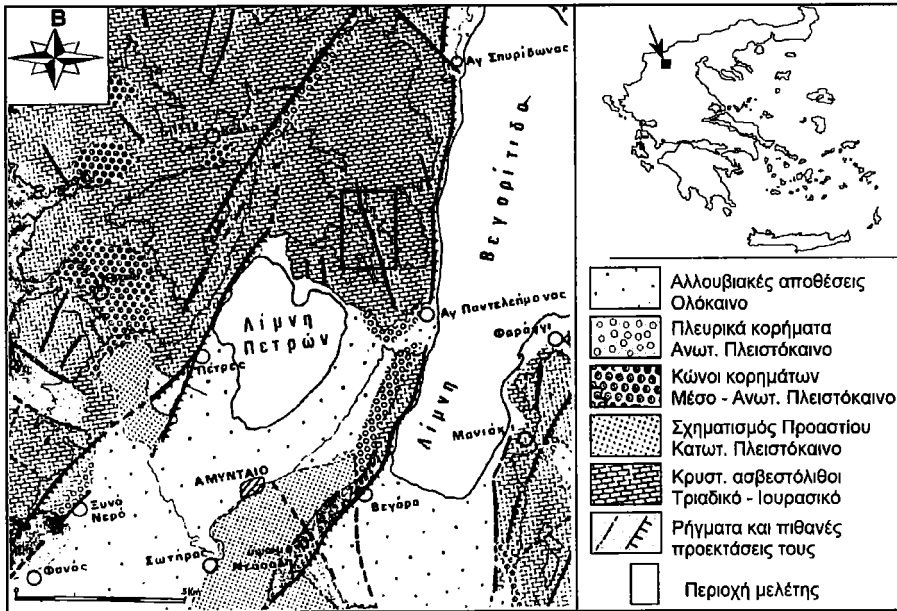 Β
Αγ Σπυρίδωνας
Βεγορίτιδα
Λίμνη
Πετρών
Αγ Παντελεήμονας
Φαράγγι
Πέτρες
Λίμνη
Μανιάκ
ΑΜΥΝΤΑΙΟ
Ξυνό
Νερό
Βεγόρα
Σωτήρας
Φανός
5Km
Αλλουβιακές αποθέσεις
Ολόκαινο
Πλευρικά κορήματα
Ανωτ. Πλειστόκαινο
Κώνοι κορημάτων
Μέσο - Ανωτ. Πλειστόκαινο
Σχηματισμός Προαστίου
Κατωτ. Πλειστόκαινο
Κρυστ. ασβεστόλιθοι
Τριαδικό - Ιουρασικό
Ρήγματα και πιθανές
προεκτάσεις τους
Περιοχή μελέτης